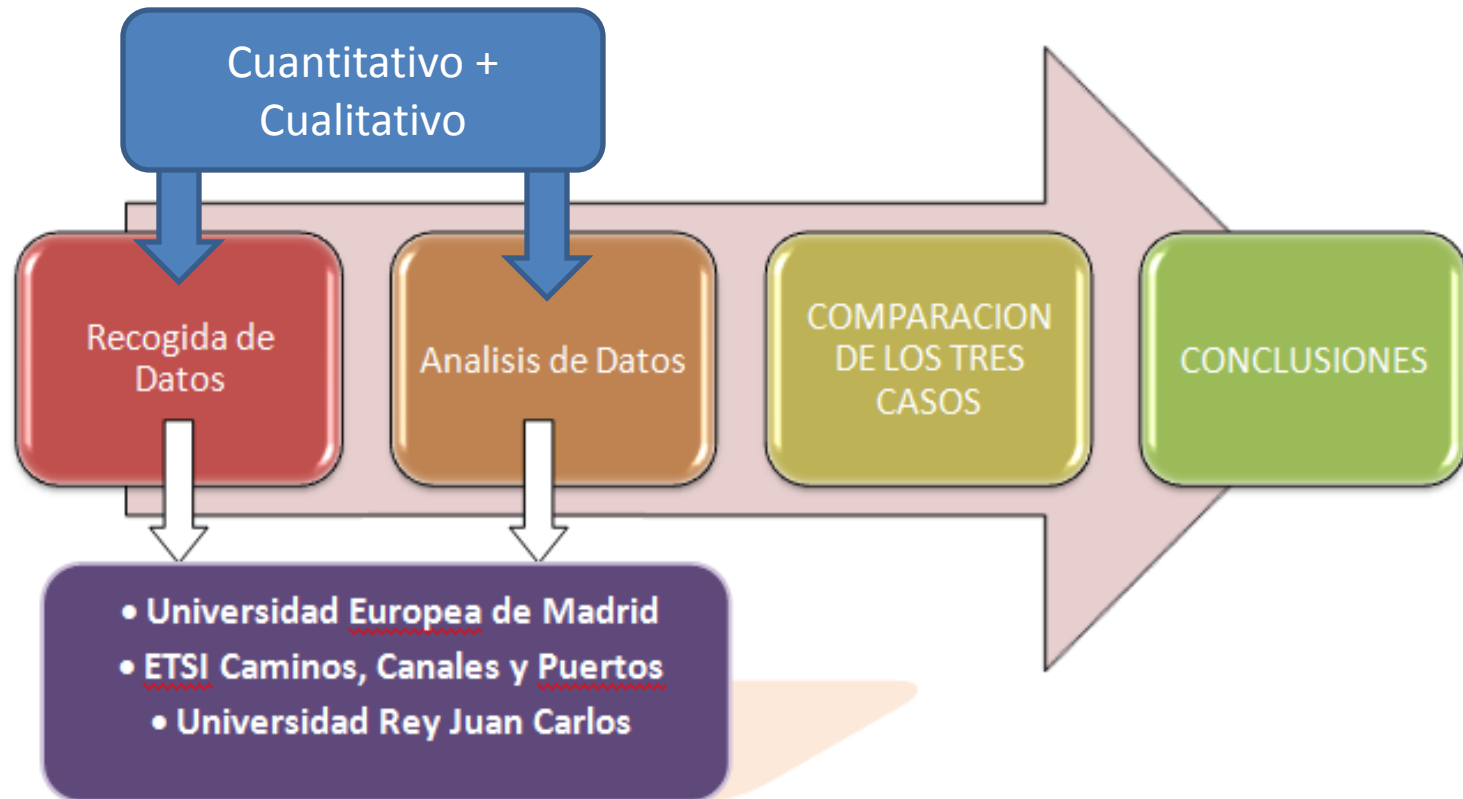 Cuantitativo +
Cualitativo
Recogida de
Datos
Analisis de Datos
COMPARACION
DE LOS TRES
CASOS
CONCLUSIONES
• Universidad Europea de Madrid
• ETSI Caminos, Canales y Puertos
• Universidad Rey Juan Carlos